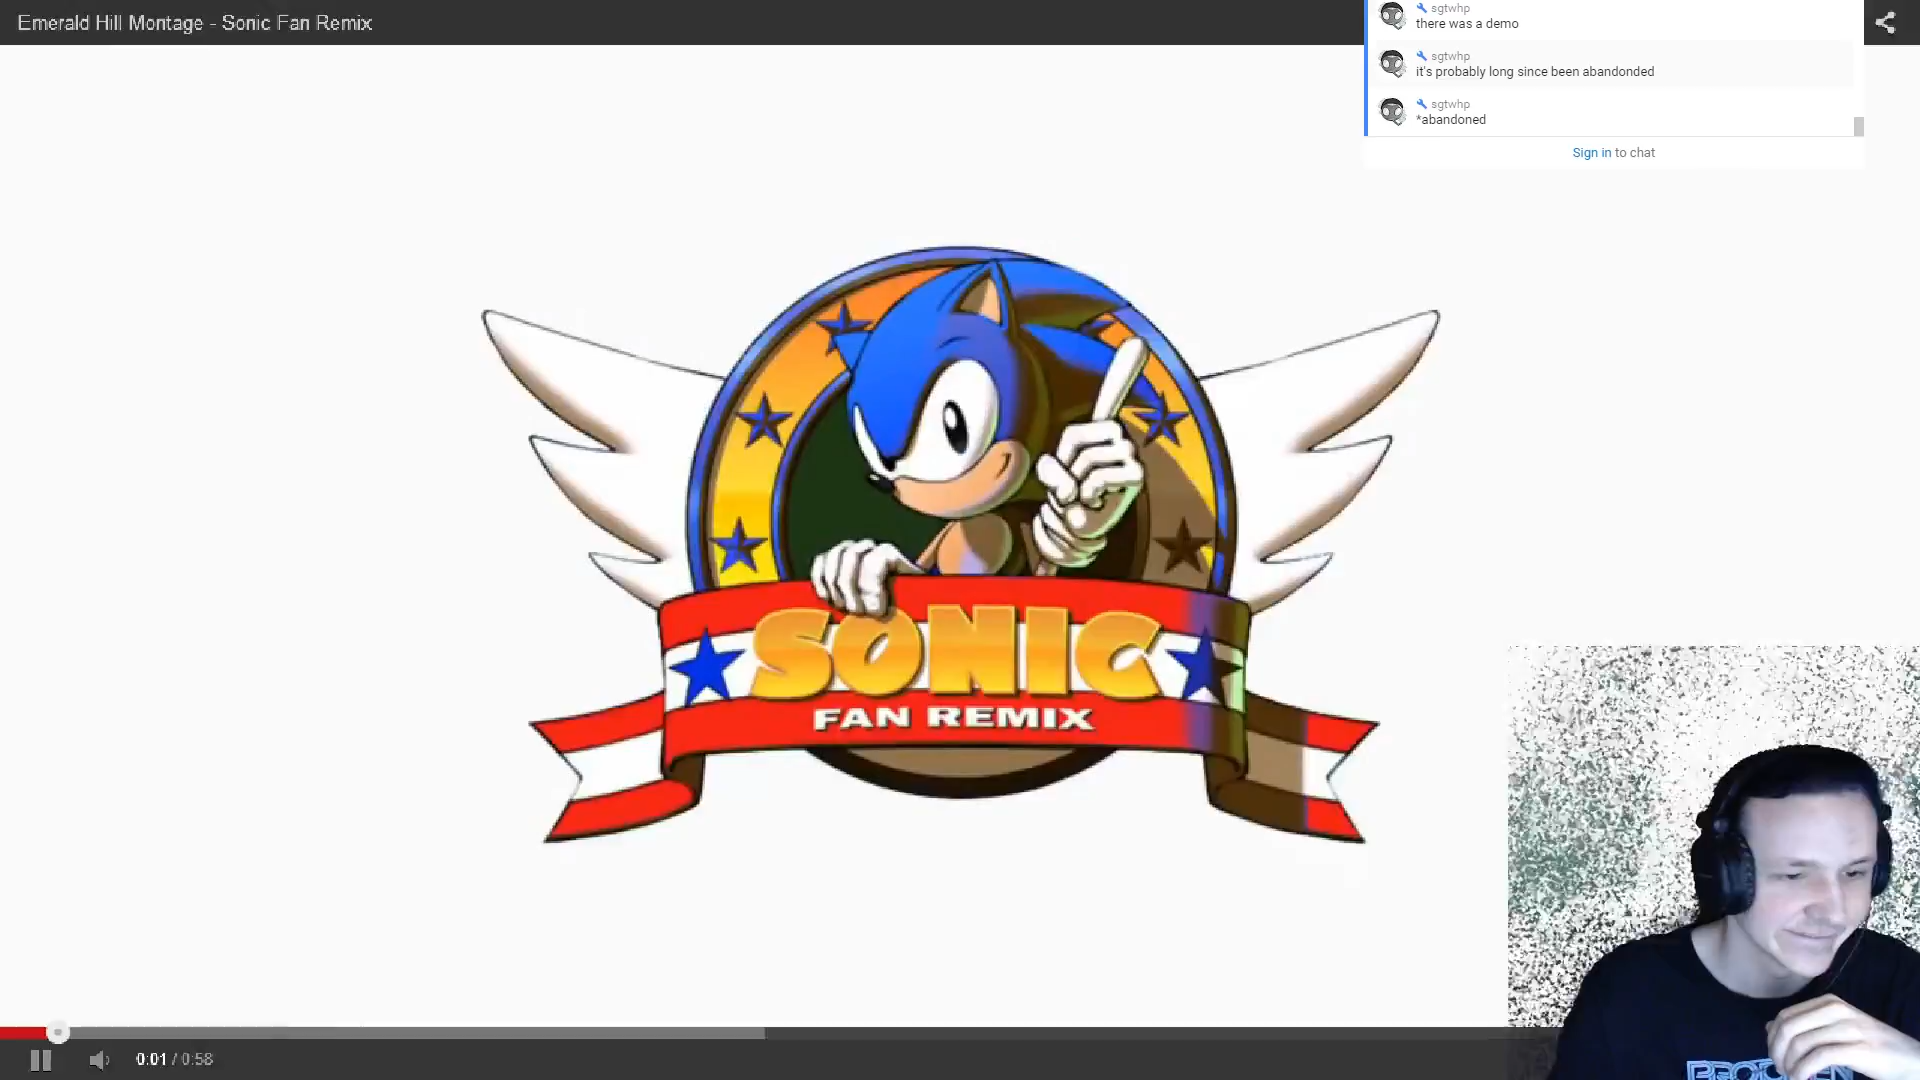 Emerald Hill Montage - Sonic Fan Remix
sgtwhp
there was a demo
sgtwhp
it's probably long since been abandonded
sgtwhp
*abandoned
Sign in to chat
SONIC
FAN REMIX
0:01 / 0:58